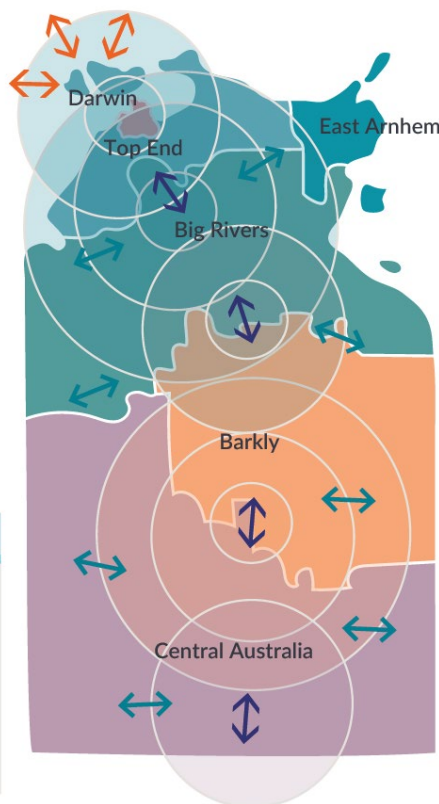 Darwin
East Arnhem
Top End
Big Rivers
Barkly
Central Australia